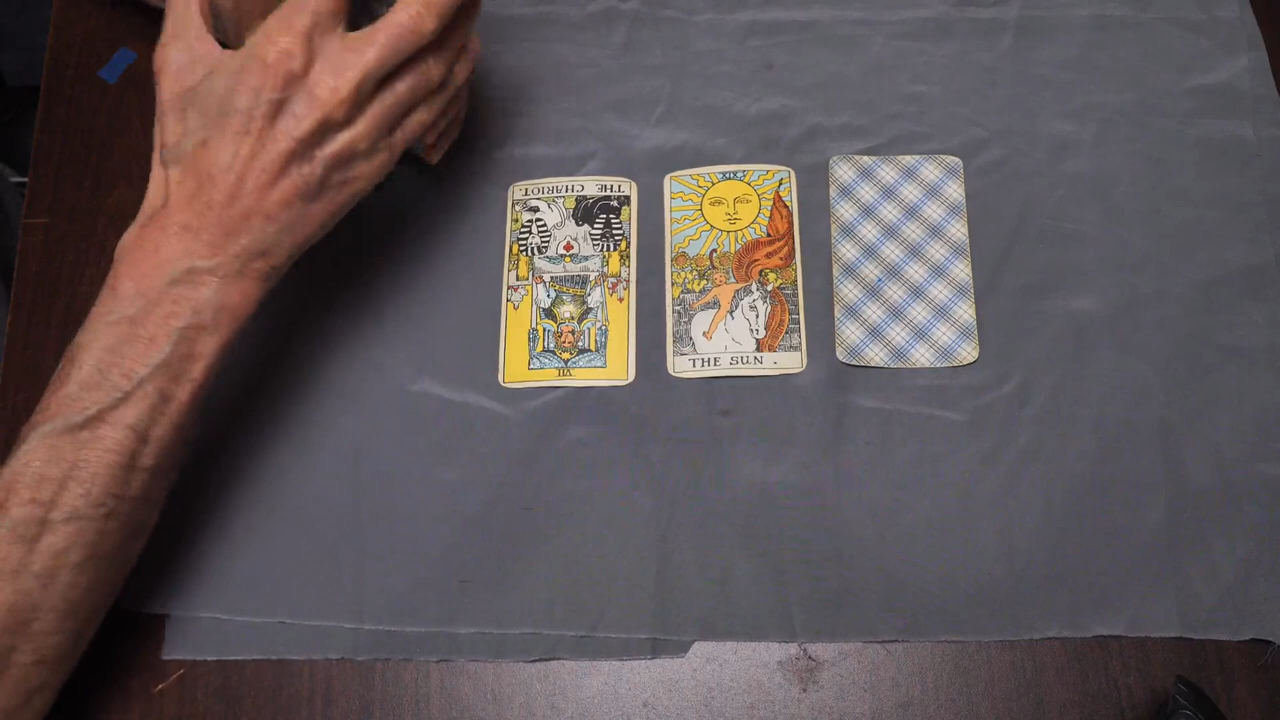 THE CHARIOT.
VII
XIX
THE SUN.